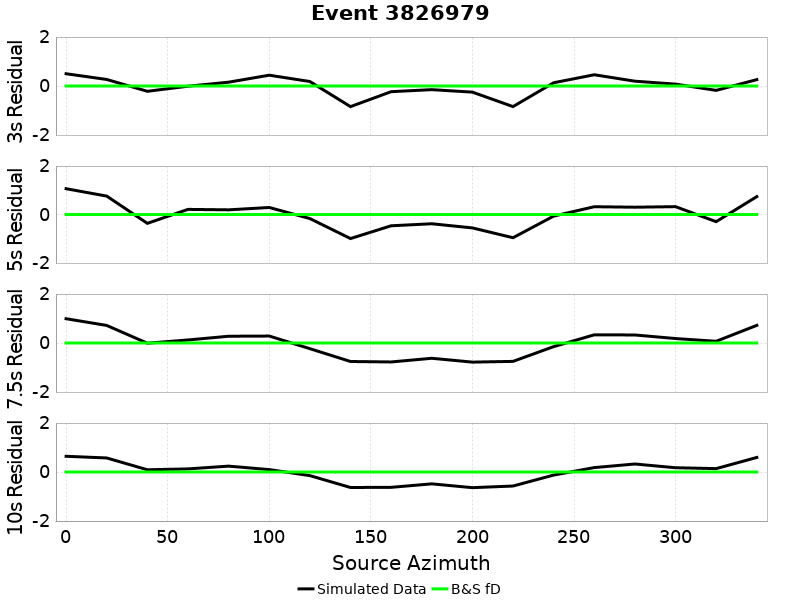 Event 3826979
3s Residual
2
0
-2
5s Residual
2
0
-2
7.5s Residual
2
0
-2
10s Residual
2
0
-2
0 50 100 150 200 250 300
Source Azimuth
Simulated Data B&S fD